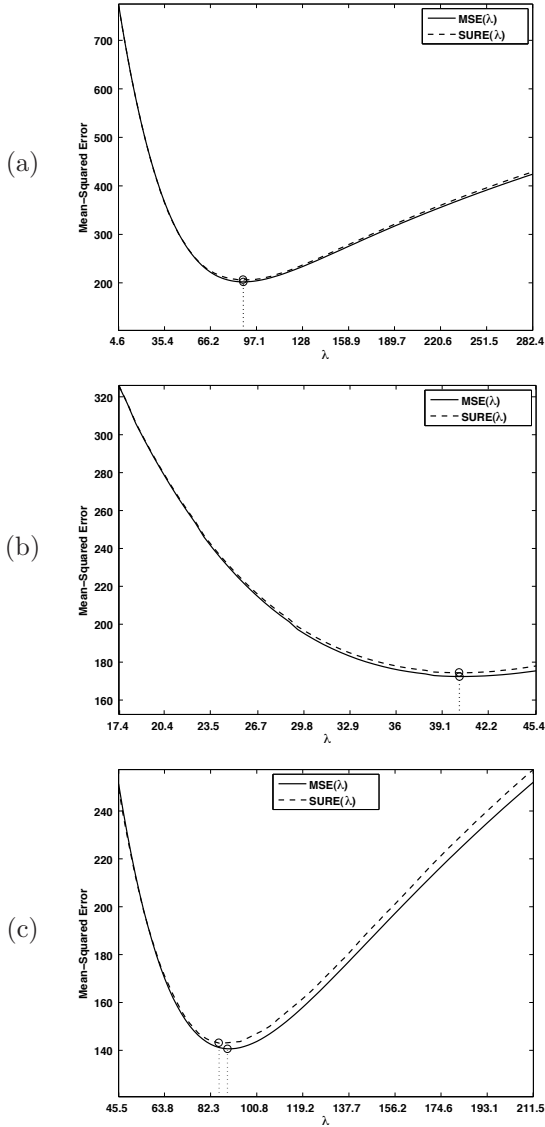 (a)
Mean−Squared Error
700
600
500
400
300
200
MSE(λ)
SURE(λ)
4.6 35.4 66.2 97.1 128 158.9 189.7 220.6 251.5 282.4
λ
(b)
Mean−Squared Error
320
300
280
260
240
220
200
180
160
MSE(λ)
SURE(λ)
17.4 20.4 23.5 26.7 29.8 32.9 36 39.1 42.2 45.4
λ
(c)
Mean−Squared Error
240
220
200
180
160
140
MSE(λ)
SURE(λ)
45.5 63.8 82.3 100.8 119.2 137.7 156.2 174.6 193.1 211.5
λ